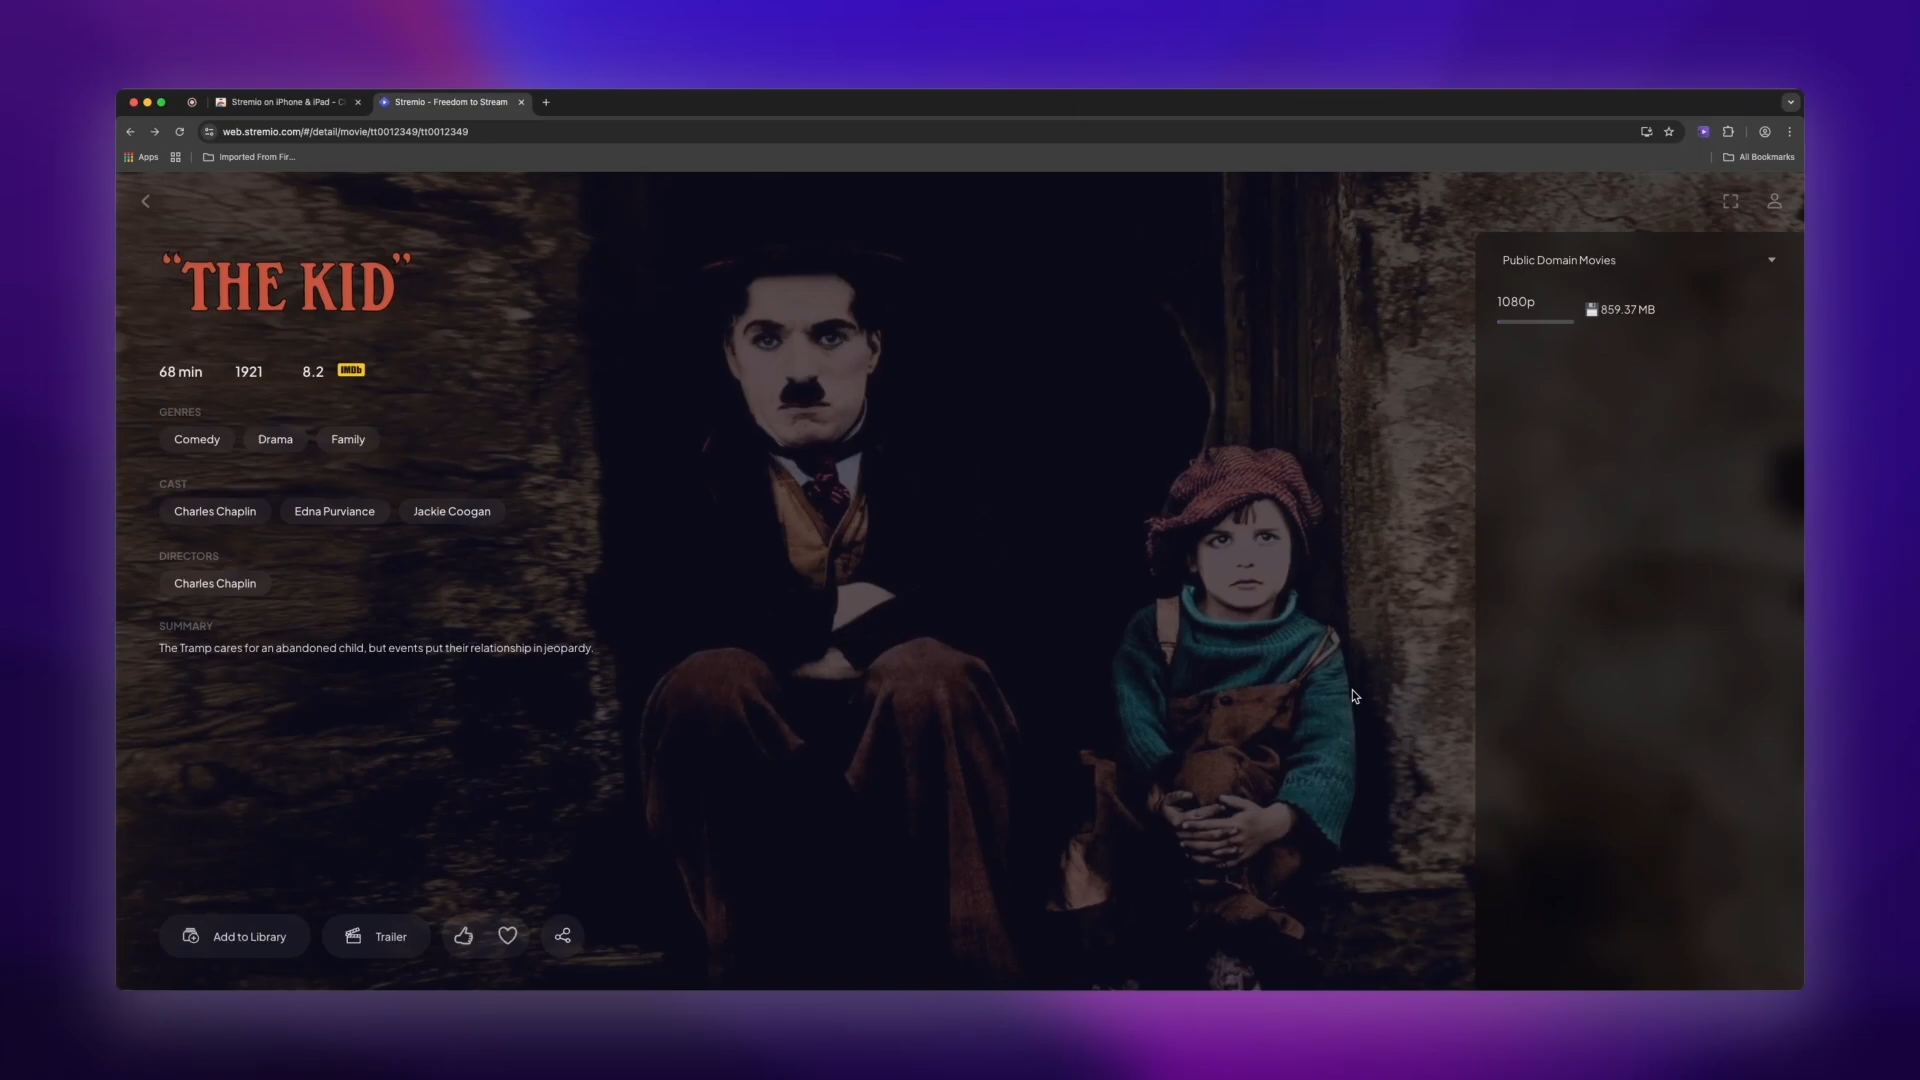 Stremio on iPhone & iPad - C
Stremio - Freedom to Stream
web.stremio.com/#/detail/movie/tt0012349/tt0012349
Apps
Imported From Fir...
All Bookmarks
“THE KID”
68 min 1921 8.2 IMDb
GENRES
Comedy Drama Family
CAST
Charles Chaplin Edna Purviance Jackie Coogan
DIRECTORS
Charles Chaplin
SUMMARY
The Tramp cares for an abandoned child, but events put their relationship in jeopardy.
Add to Library
Trailer
Public Domain Movies
1080p
859.37 MB